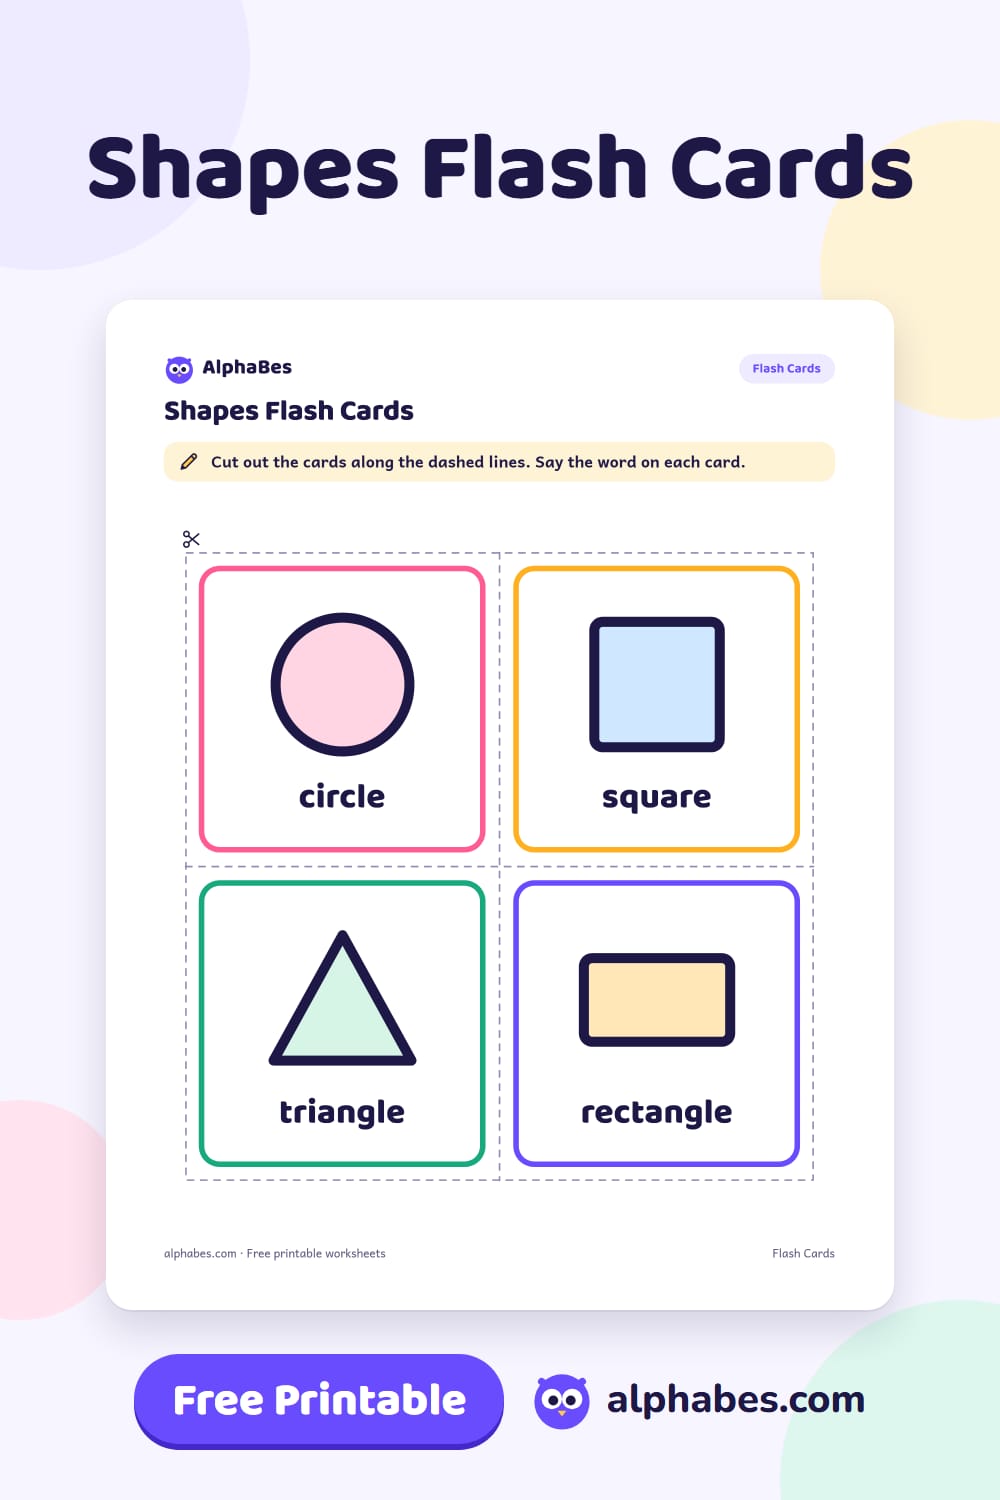 Shapes Flash Cards
AlphaBes
Flash Cards
Shapes Flash Cards
Cut out the cards along the dashed lines. Say the word on each card.
circle
square
triangle
rectangle
alphabes.com · Free printable worksheets
Flash Cards
Free Printable
alphabes.com